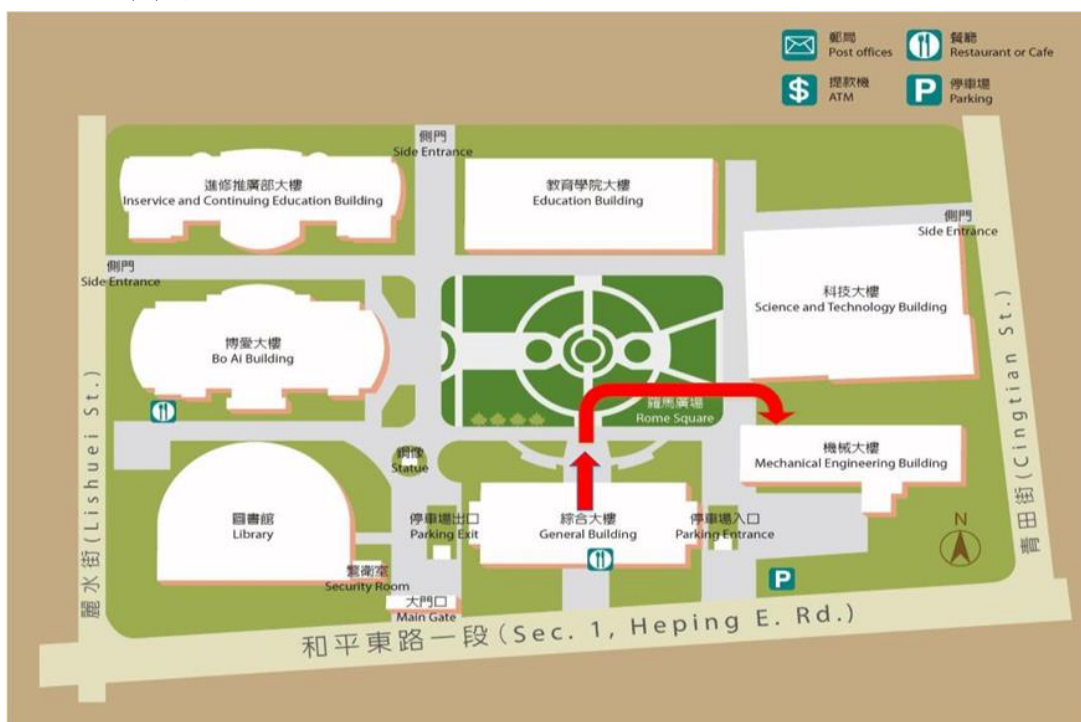 郵局
Post offices
餐廳
Restaurant or Cafe
提款機
ATM
P
停車場
Parking
側門
Side Entrance
進修推廣部大樓
Inservice and Continuing Education Building
教育學院大樓
Education Building
側門
Side Entrance
側門
Side Entrance
科技大樓
Science and Technology Building
博愛大樓
Bo Ai Building
羅馬廣場
Rome Square
銅像
Statue
機械大樓
Mechanical Engineering Building
圖書館
Library
停車場出口
Parking Exit
綜合大樓
General Building
停車場入口
Parking Entrance
N
警衛室
Security Room
P
大門口
Main Gate
麗水街(Lishuei St.)
青田街(Cingtian St.)
和平東路一段(Sec. 1, Heping E. Rd.)